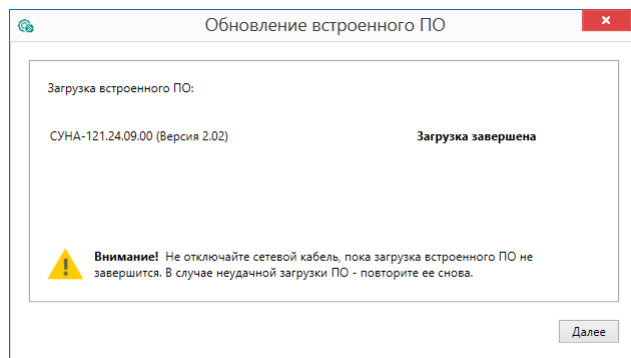 Обновление встроенного ПО
Загрузка встроенного ПО:
СУНА-121.24.09.00 (Версия 2.02) Загрузка завершена
Внимание! Не отключайте сетевой кабель, пока загрузка встроенного ПО не
завершится. В случае неудачной загрузки ПО - повторите ее снова.
Далее